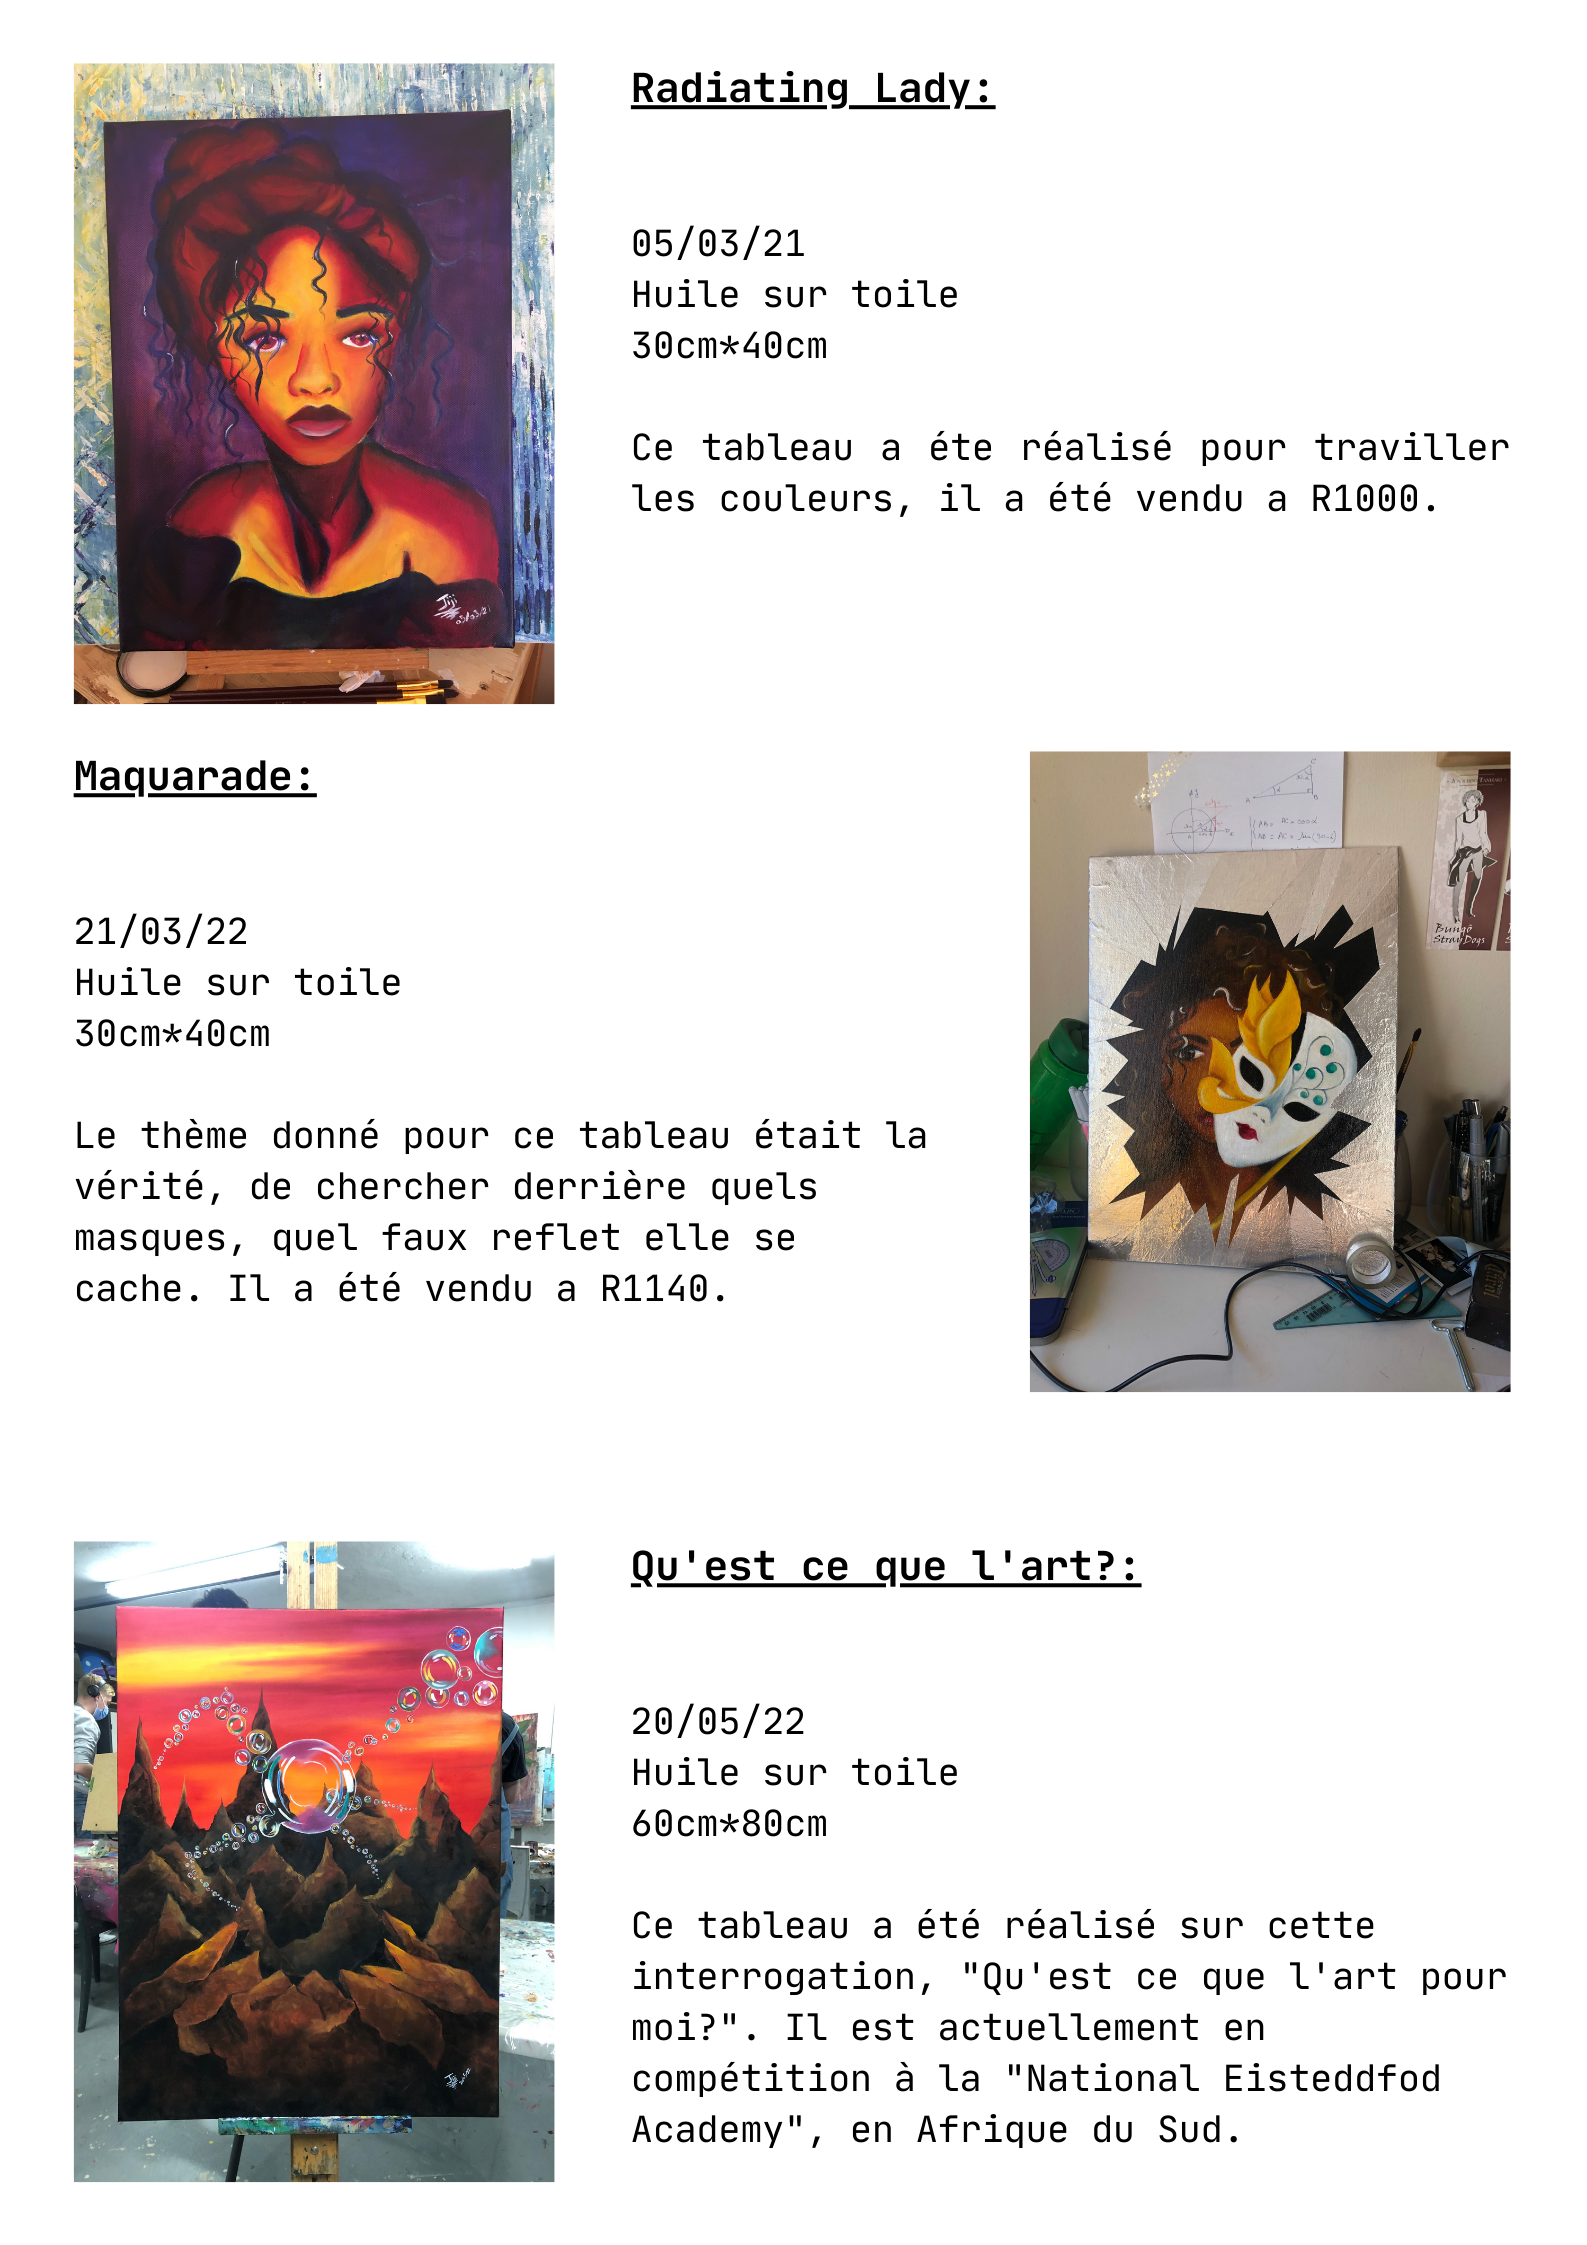 Radiating Lady:
05/03/21
Huile sur toile
30cm*40cm
Ce tableau a éte réalisé pour traviller
les couleurs, il a été vendu a R1000.
Jiji
Maquarade:
21/03/22
Huile sur toile
30cm*40cm
Le thème donné pour ce tableau était la
vérité, de chercher derrière quels
masques, quel faux reflet elle se
cache. Il a été vendu a R1140.
Bungō
Stray Dogs
Qu'est ce que l'art?:
20/05/22
Huile sur toile
60cm*80cm
Ce tableau a été réalisé sur cette
interrogation, "Qu'est ce que l'art pour
moi?". Il est actuellement en
compétition à la "National Eisteddfod
Academy", en Afrique du Sud.